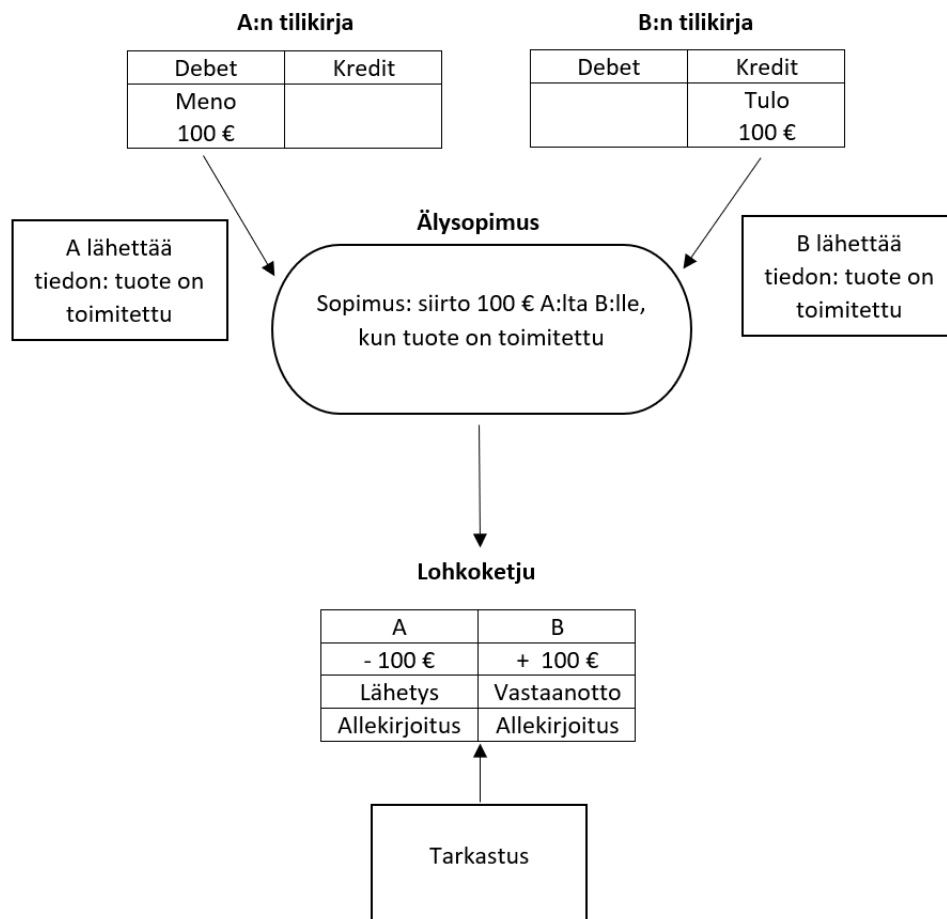 A:n tilikirja
B:n tilikirja
Debet Kredit
Meno
100 €
Debet Kredit
Tulo
100 €
A lähettää
tiedon: tuote on
toimitettu
Älysopimus
Sopimus: siirto 100 € A:lta B:lle,
kun tuote on toimitettu
B lähettää
tiedon: tuote on
toimitettu
Lohkoketju
A B
- 100 € + 100 €
Lähetys Vastaanotto
Allekirjoitus Allekirjoitus
Tarkastus